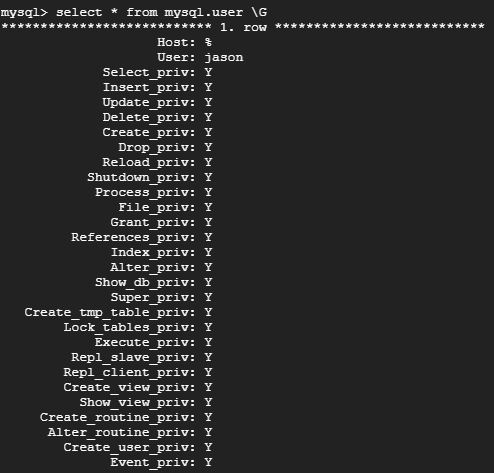 mysql> select * from mysql.user \G
*************************** 1. row ***************************
Host: %
User: jason
Select_priv: Y
Insert_priv: Y
Update_priv: Y
Delete_priv: Y
Create_priv: Y
Drop_priv: Y
Reload_priv: Y
Shutdown_priv: Y
Process_priv: Y
File_priv: Y
Grant_priv: Y
References_priv: Y
Index_priv: Y
Alter_priv: Y
Show_db_priv: Y
Super_priv: Y
Create_tmp_table_priv: Y
Lock_tables_priv: Y
Execute_priv: Y
Repl_slave_priv: Y
Repl_client_priv: Y
Create_view_priv: Y
Show_view_priv: Y
Create_routine_priv: Y
Alter_routine_priv: Y
Create_user_priv: Y
Event_priv: Y